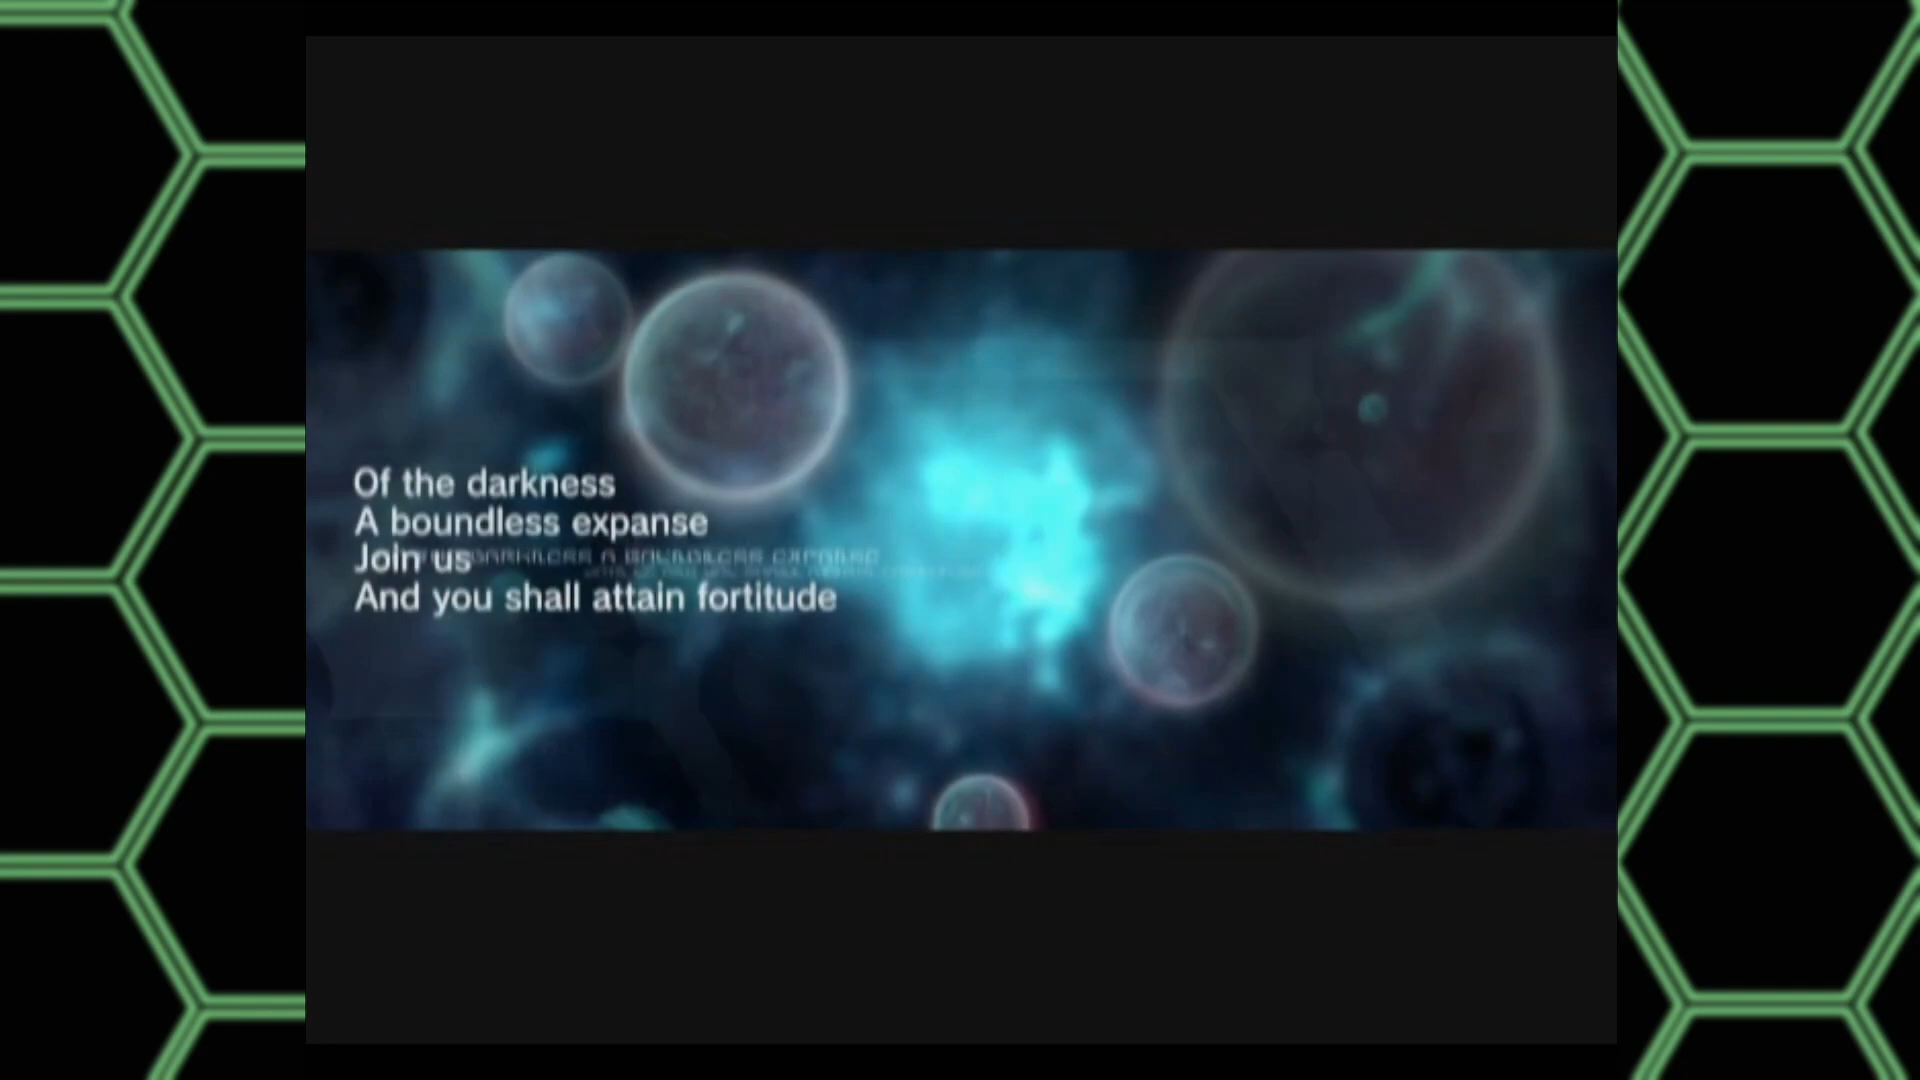 Of the darkness
A boundless expanse
Join us
And you shall attain fortitude